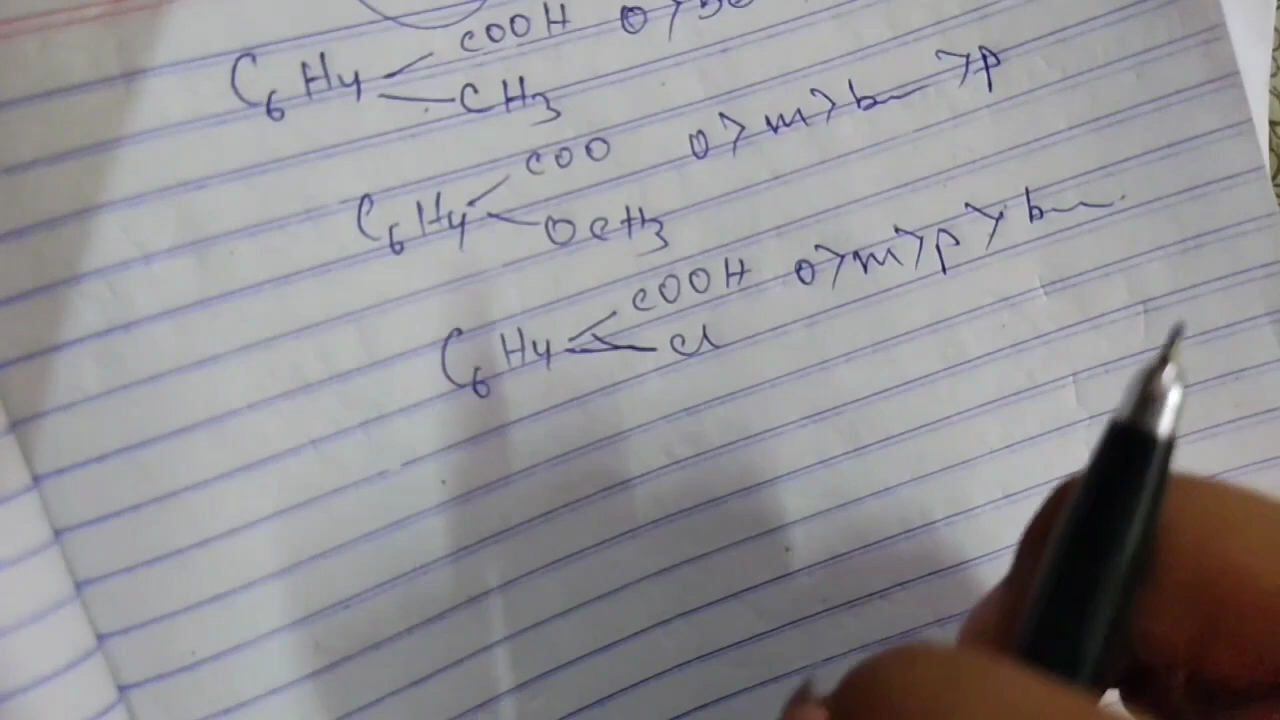 C6H4 COOH o >
CH3
C6H4 COO o > m > > p
OCH3
C6H4 COOH o > m > p >
Cl